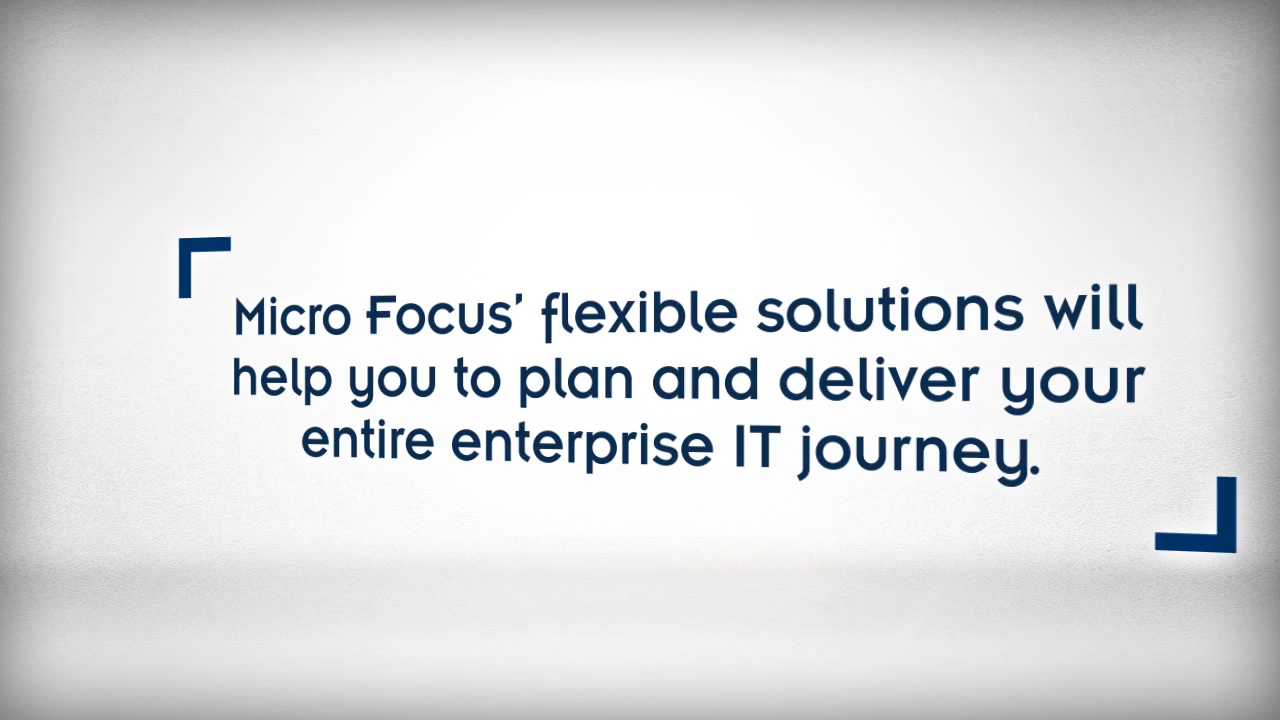 Micro Focus’ flexible solutions will
help you to plan and deliver your
entire enterprise IT journey.